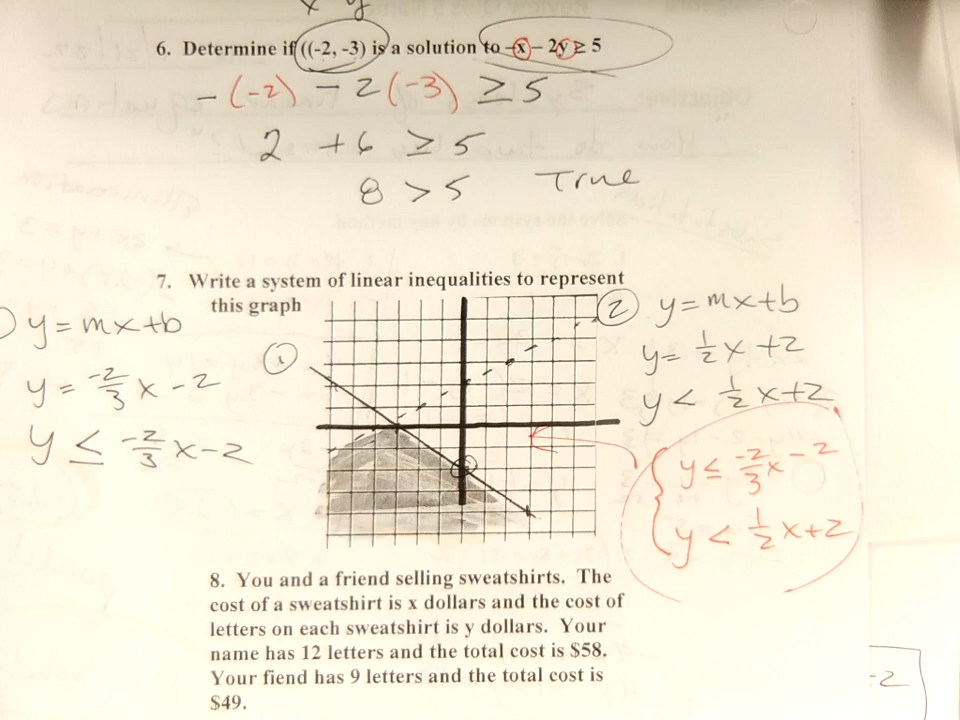 x y
6. Determine if ((-2, -3) is a solution to -x - 2y ≥ 5
- (-2) - 2 (-3) ≥ 5
2 + 6 ≥ 5
8 > 5 True
7. Write a system of linear inequalities to represent
this graph
y = mx+b
y = -2/3 x - 2
y ≤ -2/3 x - 2
1
2 y = mx+b
y = 1/2 x + 2
y < 1/2 x + 2
y ≤ -2/3 x - 2
y < 1/2 x + 2
8. You and a friend selling sweatshirts. The
cost of a sweatshirt is x dollars and the cost of
letters on each sweatshirt is y dollars. Your
name has 12 letters and the total cost is $58.
Your fiend has 9 letters and the total cost is
$49.
-2